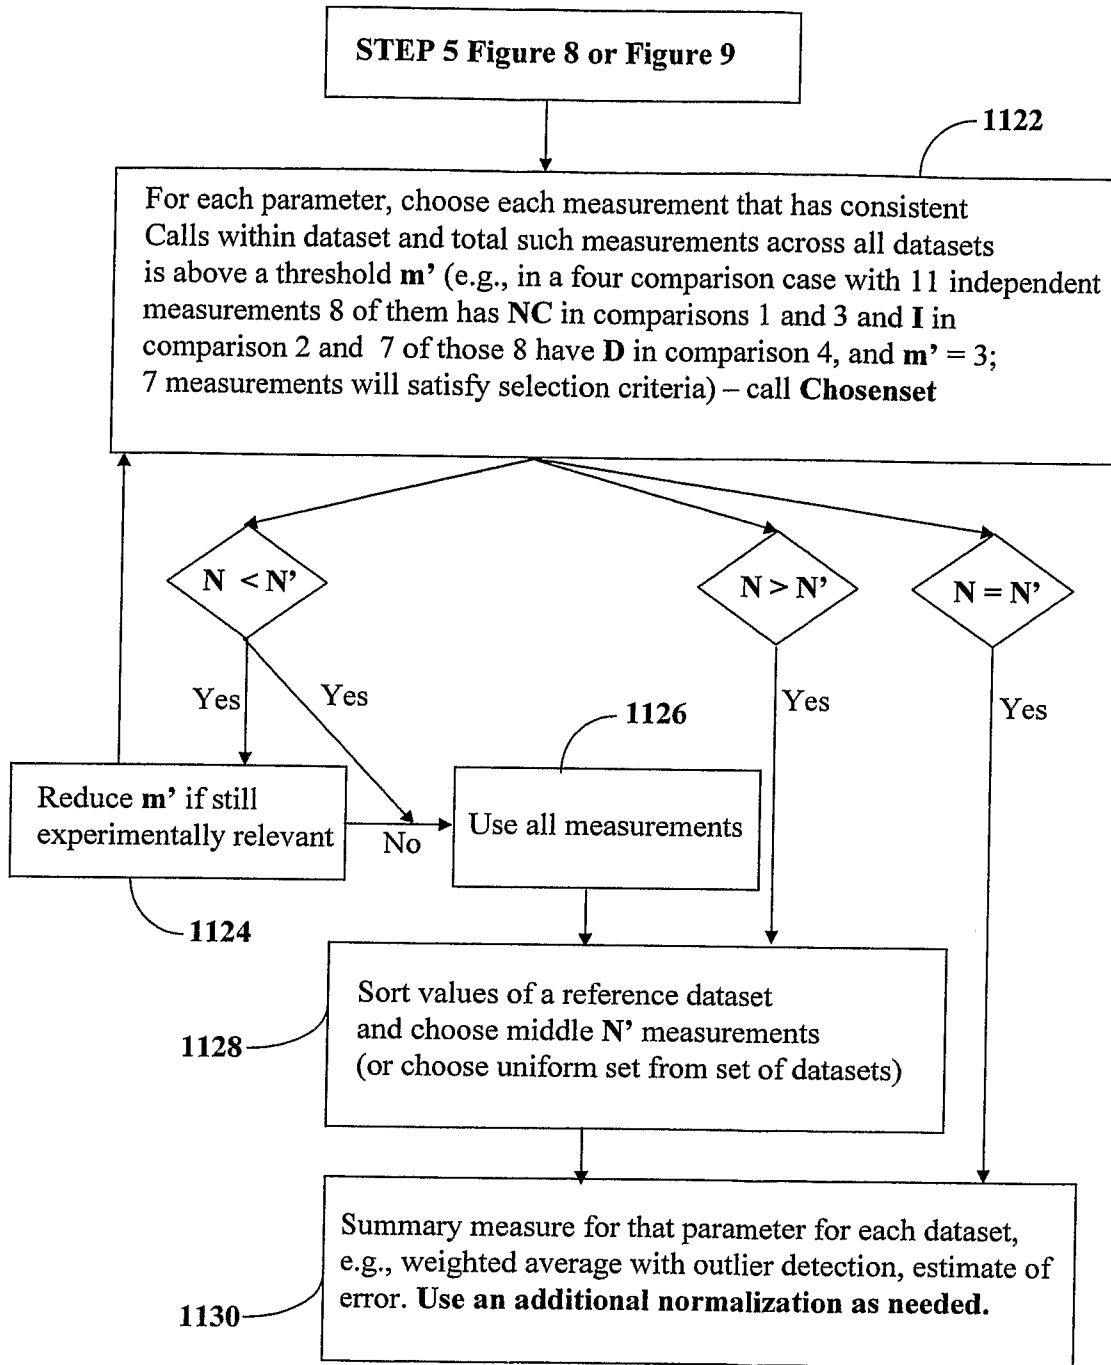 STEP 5 Figure 8 or Figure 9
1122
For each parameter, choose each measurement that has consistent
Calls within dataset and total such measurements across all datasets
is above a threshold m’ (e.g., in a four comparison case with 11 independent
measurements 8 of them has NC in comparisons 1 and 3 and I in
comparison 2 and 7 of those 8 have D in comparison 4, and m’ = 3;
7 measurements will satisfy selection criteria) – call Chosenset
N < N’
N > N’
N = N’
Yes
Yes
Yes
Yes
1126
Reduce m’ if still
experimentally relevant
No
Use all measurements
1124
Sort values of a reference dataset
and choose middle N’ measurements
(or choose uniform set from set of datasets)
1128
Summary measure for that parameter for each dataset,
e.g., weighted average with outlier detection, estimate of
error. Use an additional normalization as needed.
1130